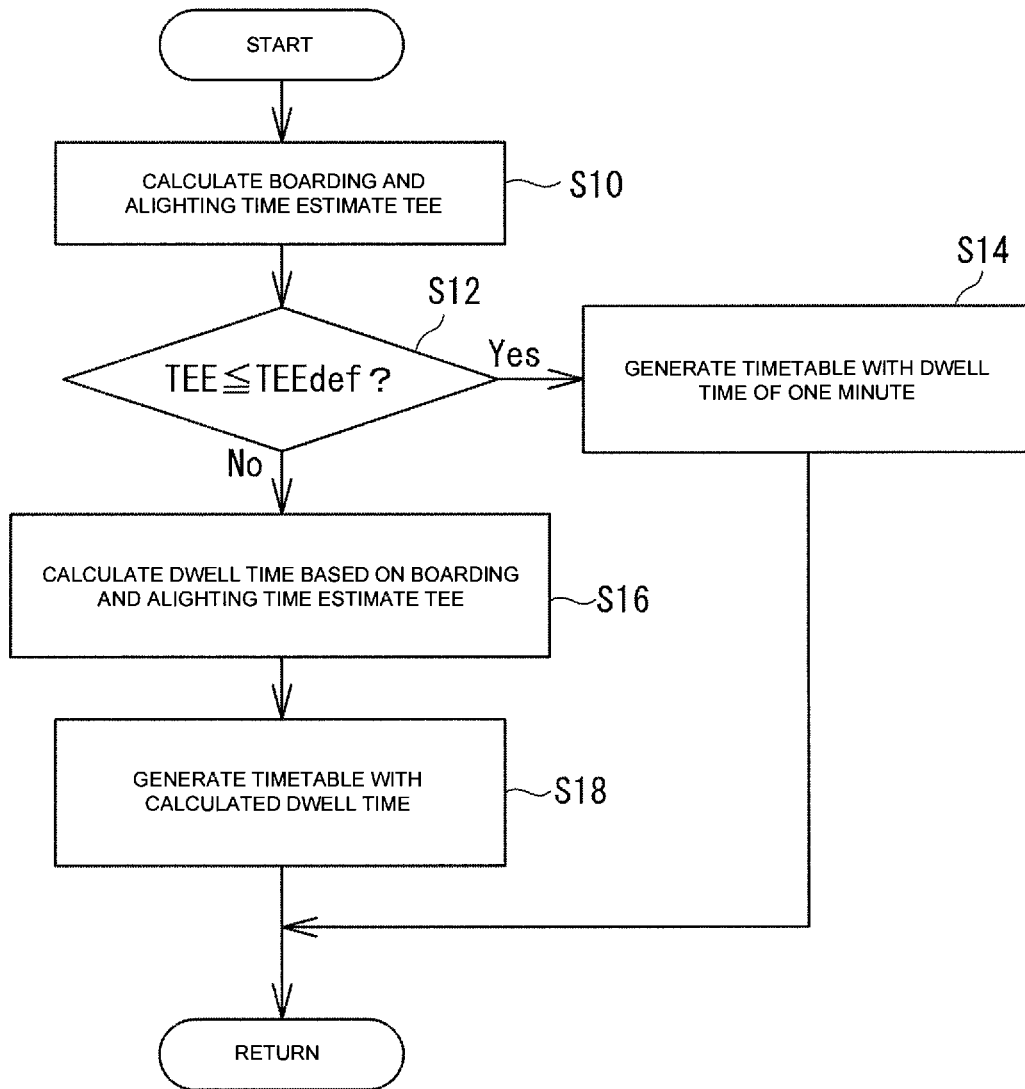 START
CALCULATE BOARDING AND
ALIGHTING TIME ESTIMATE TEE
S10
S12
TEE≦TEEdef?
Yes
S14
GENERATE TIMETABLE WITH DWELL
TIME OF ONE MINUTE
No
CALCULATE DWELL TIME BASED ON BOARDING
AND ALIGHTING TIME ESTIMATE TEE
S16
GENERATE TIMETABLE WITH
CALCULATED DWELL TIME
S18
RETURN